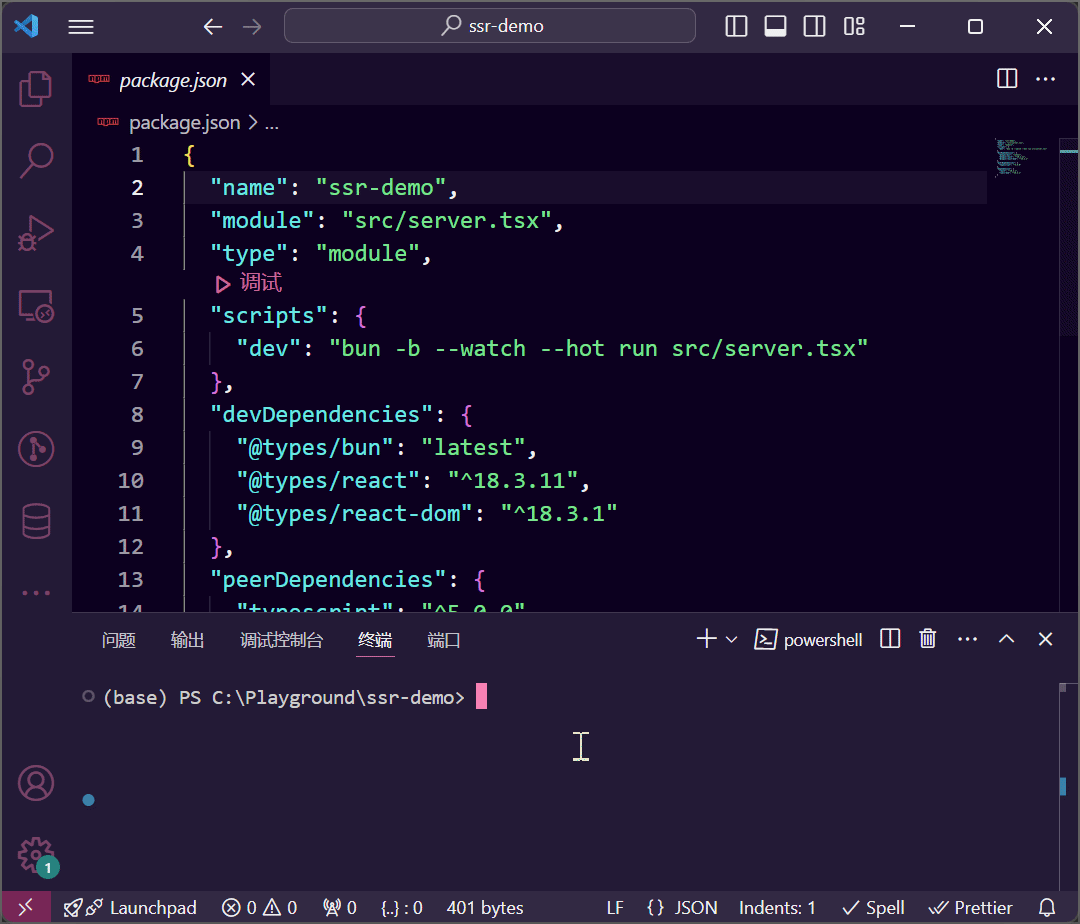 ssr-demo
package.json
package.json > ...
1 {
2 "name": "ssr-demo",
3 "module": "src/server.tsx",
4 "type": "module",
调试
5 "scripts": {
6 "dev": "bun -b --watch --hot run src/server.tsx"
7 },
8 "devDependencies": {
9 "@types/bun": "latest",
10 "@types/react": "^18.3.11",
11 "@types/react-dom": "^18.3.1"
12 },
13 "peerDependencies": {
14 "typescript": "^5.0.0"
问题 输出 调试控制台 终端 端口 powershell
(base) PS C:\Playground\ssr-demo>
1
Launchpad 0 0 0 {..} : 0 401 bytes LF {} JSON Indents: 1 Spell Prettier